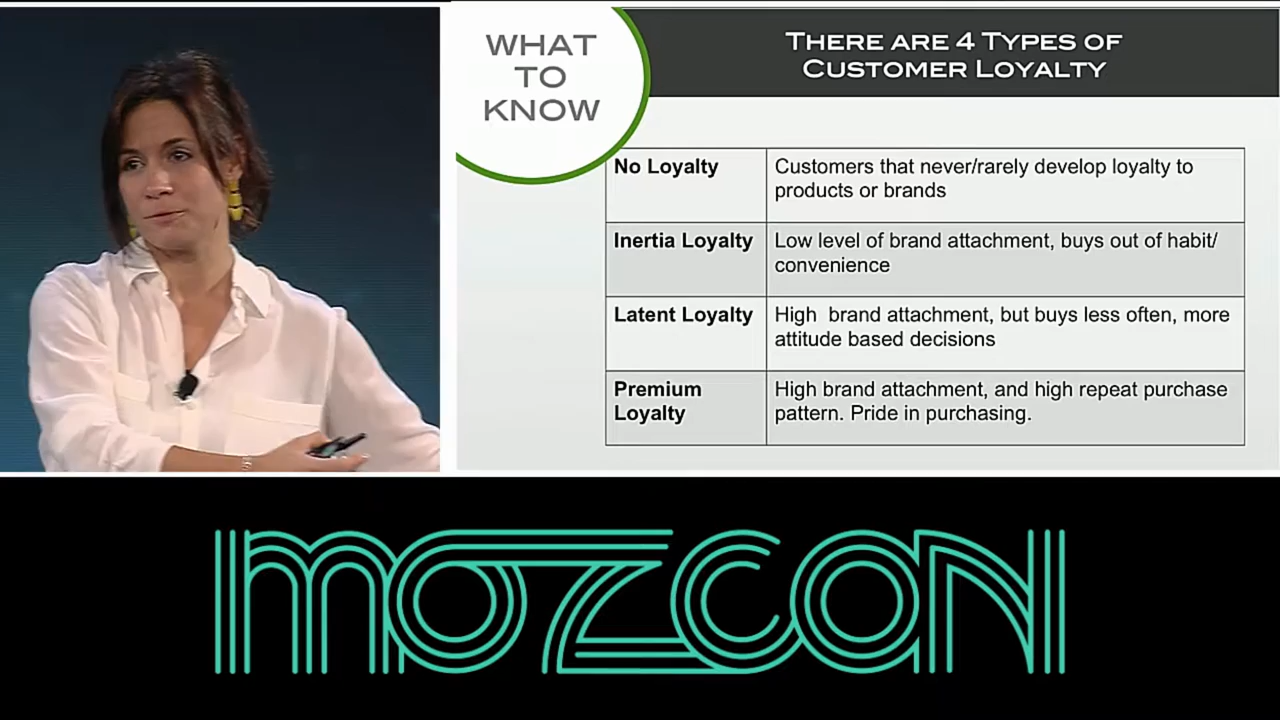 WHAT
TO
KNOW
THERE ARE 4 TYPES OF
CUSTOMER LOYALTY
No Loyalty
Customers that never/rarely develop loyalty to
products or brands
Inertia Loyalty
Low level of brand attachment, buys out of habit/
convenience
Latent Loyalty
High brand attachment, but buys less often, more
attitude based decisions
Premium
Loyalty
High brand attachment, and high repeat purchase
pattern. Pride in purchasing.
mozcon